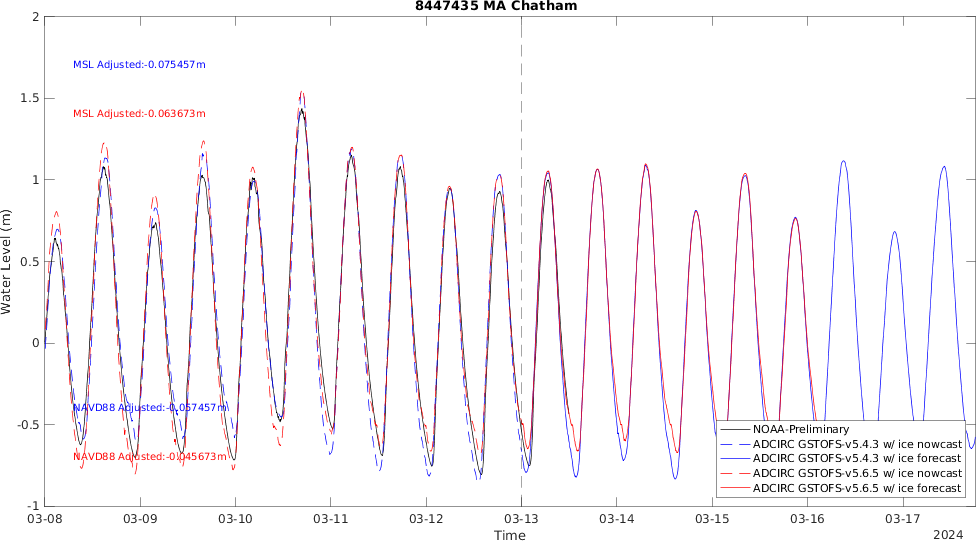 8447435 MA Chatham
2
1.5
1
0.5
0
-0.5
-1
Water Level (m)
MSL Adjusted:-0.075457m
MSL Adjusted:-0.063673m
NAVD88 Adjusted:-0.057457m
NAVD88 Adjusted:-0.045673m
NOAA-Preliminary
ADCIRC GSTOFS-v5.4.3 w/ ice nowcast
ADCIRC GSTOFS-v5.4.3 w/ ice forecast
ADCIRC GSTOFS-v5.6.5 w/ ice nowcast
ADCIRC GSTOFS-v5.6.5 w/ ice forecast
03-08 03-09 03-10 03-11 03-12 03-13 03-14 03-15 03-16 03-17
Time
2024